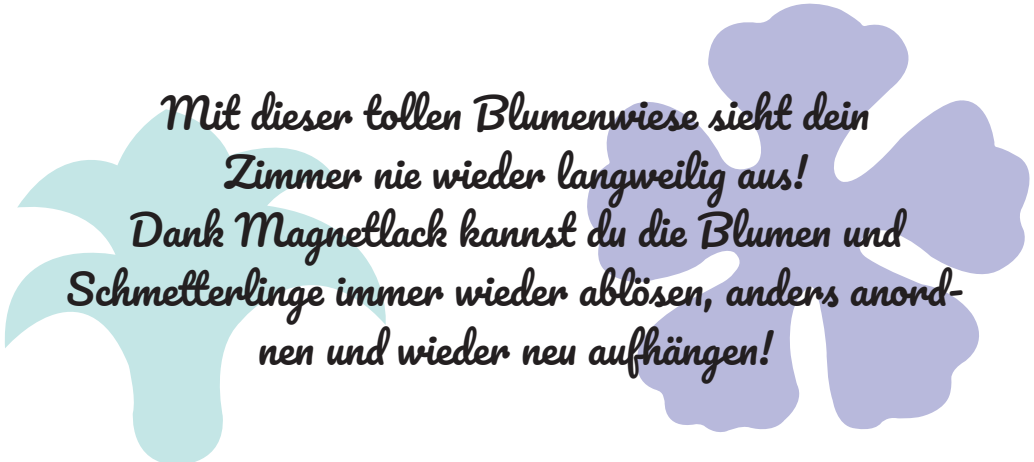 Mit dieser tollen Blumenwiese sieht dein
Zimmer nie wieder langweilig aus!
Dank Magnetlack kannst du die Blumen und
Schmetterlinge immer wieder ablösen, anders anord-
nen und wieder neu aufhängen!